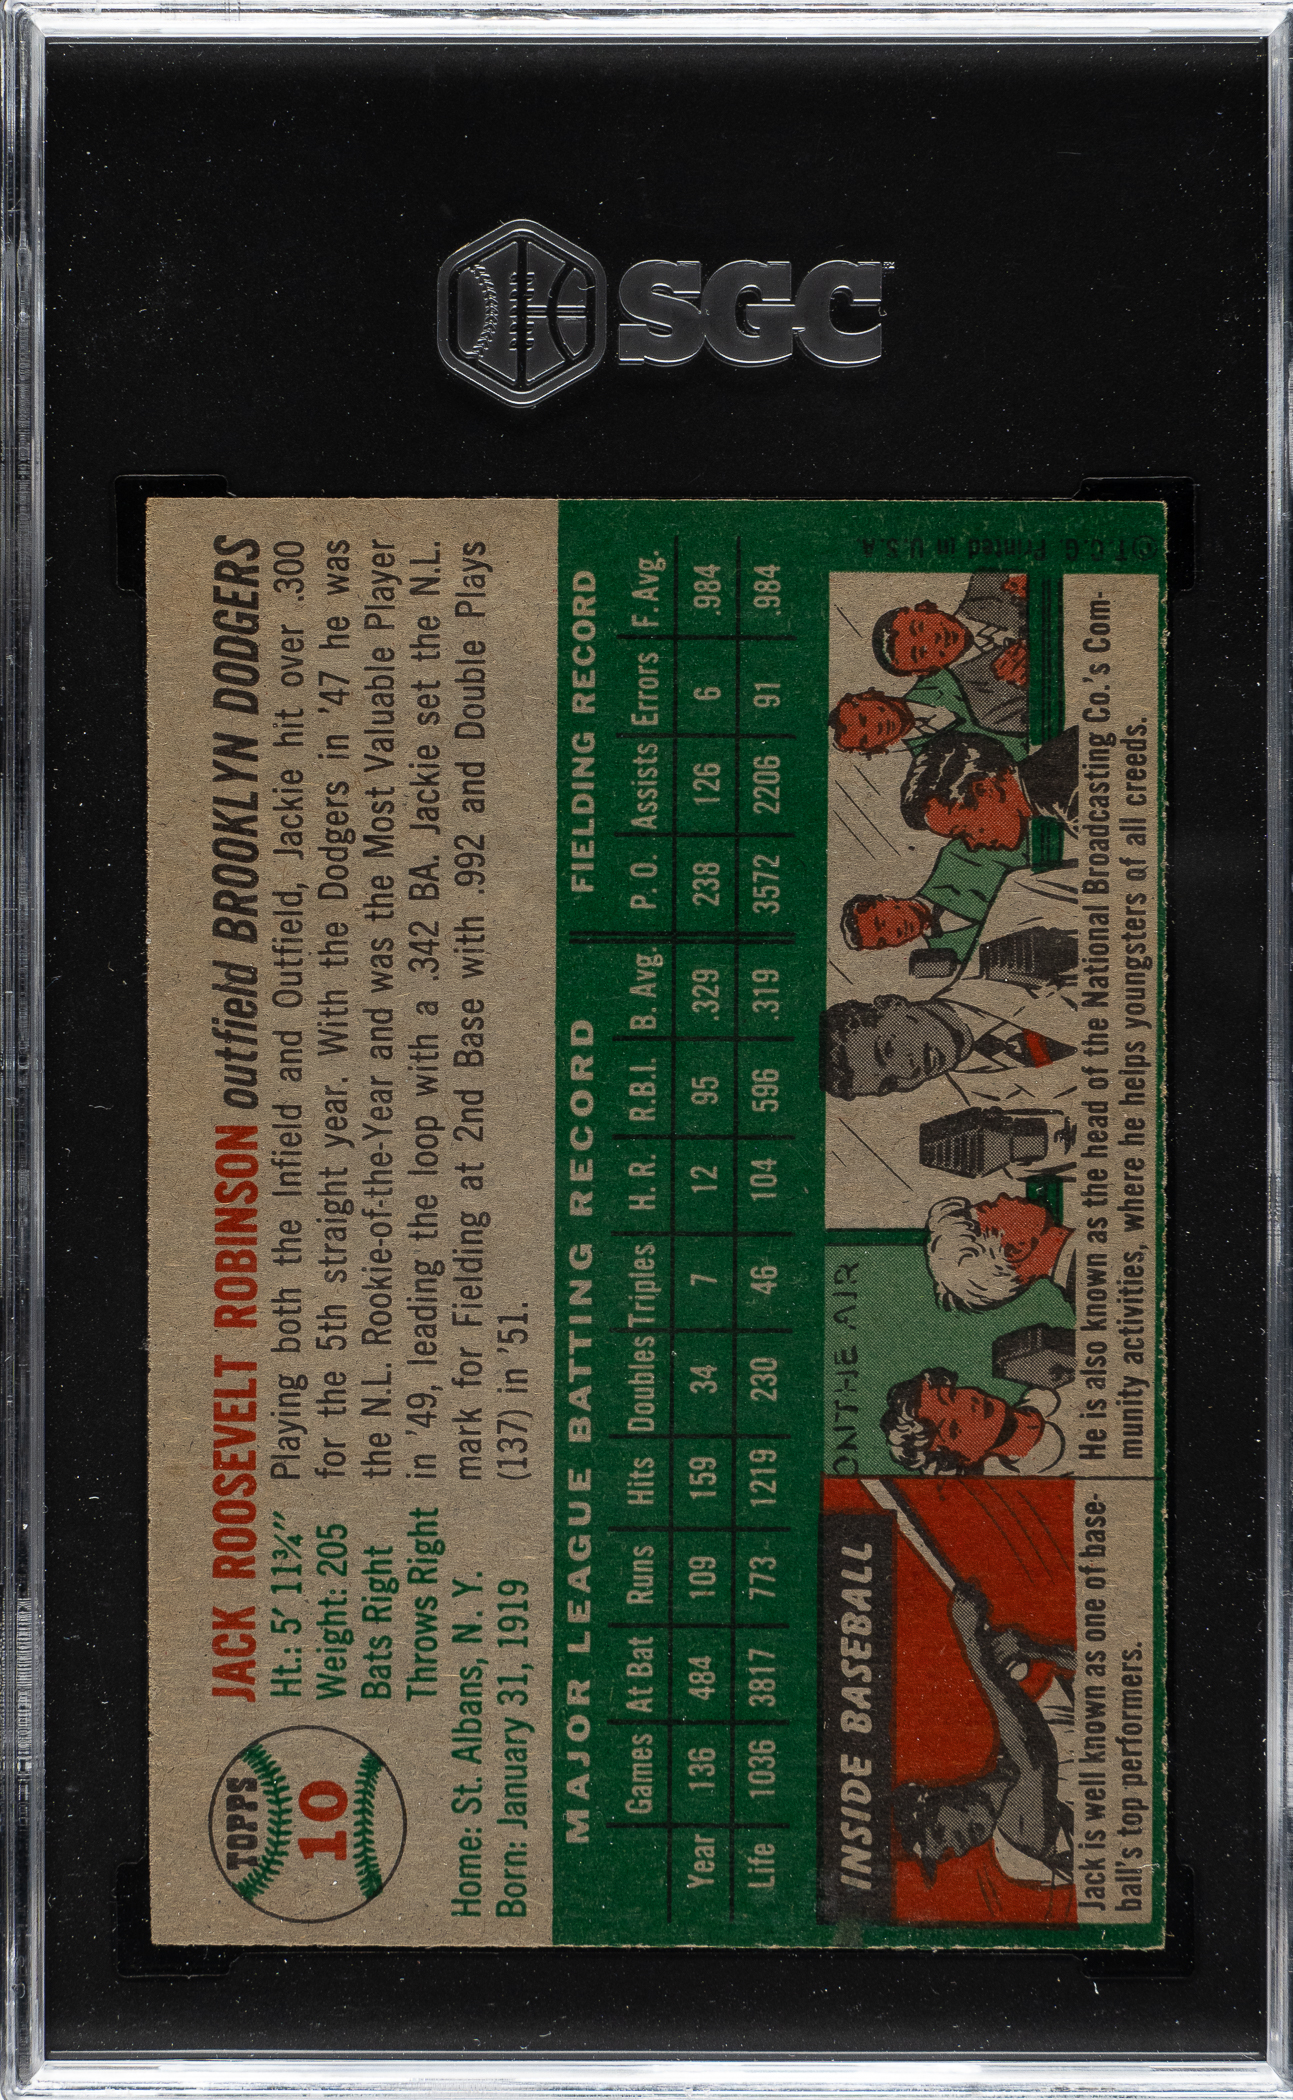 SGC
TOPPS
10
JACK ROOSEVELT ROBINSON outfield BROOKLYN DODGERS
Ht.: 5' 11¾"
Weight: 205
Bats Right
Throws Right
Home: St. Albans, N. Y.
Born: January 31, 1919
Playing both the Infield and Outfield, Jackie hit over .300
for the 5th straight year. With the Dodgers in '47 he was
the N.L. Rookie-of-the-Year and was the Most Valuable Player
in '49, leading the loop with a .342 BA. Jackie set the N.L.
mark for Fielding at 2nd Base with .992 and Double Plays
(137) in '51.
MAJOR LEAGUE BATTING RECORD FIELDING RECORD
Games At Bat Runs Hits Doubles Triples H.R. R.B.I. B. Avg. P. O. Assists Errors F. Avg.
Year 136 484 109 159 34 7 12 95 .329 238 126 6 .984
Life 1036 3817 773 1219 230 46 104 596 .319 3572 2206 91 .984
INSIDE BASEBALL
ON THE AIR
Jack is well known as one of base-
ball's top performers.
He is also known as the head of the National Broadcasting Co.'s Com-
munity activities, where he helps youngsters of all creeds.
©T.C.G. Printed in U.S.A.